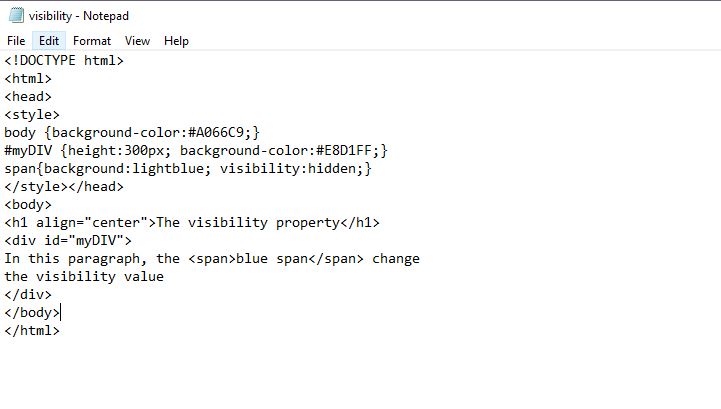 visibility - Notepad
File Edit Format View Help
<!DOCTYPE html>
<html>
<head>
<style>
body {background-color:#A066C9;}
#myDIV {height:300px; background-color:#E8D1FF;}
span{background:lightblue; visibility:hidden;}
</style></head>
<body>
<h1 align="center">The visibility property</h1>
<div id="myDIV">
In this paragraph, the <span>blue span</span> change
the visibility value
</div>
</body>
</html>